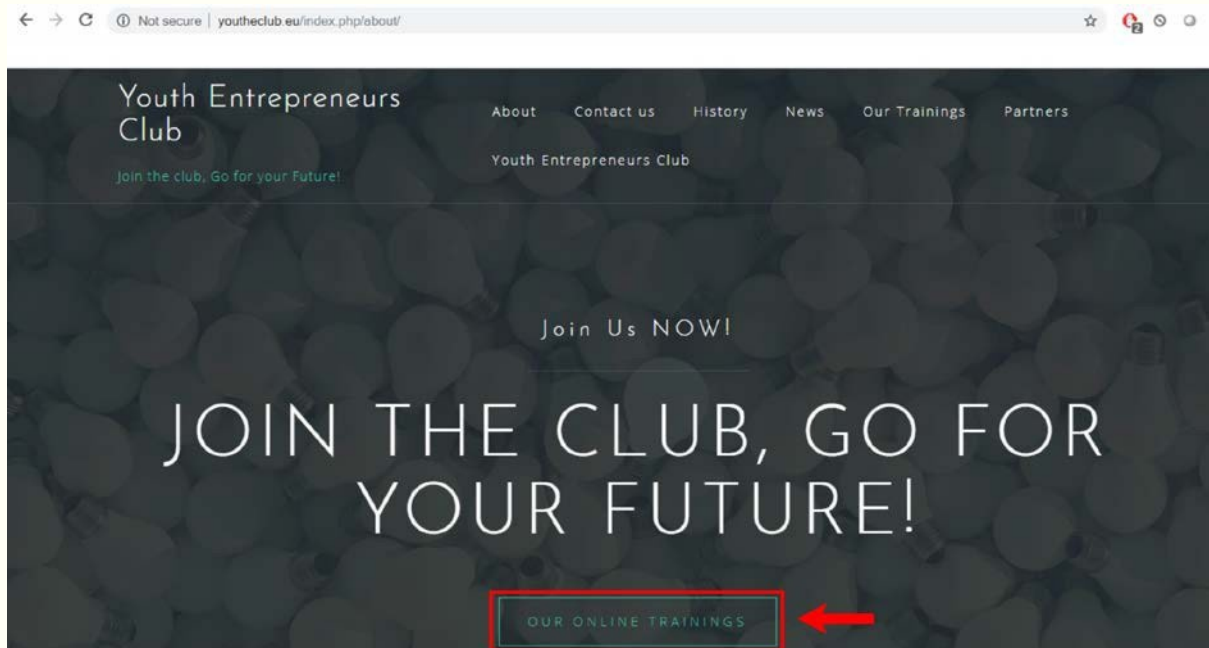 Not secure | youtheclub.eu/index.php/about/
2
Youth Entrepreneurs
Club
Join the club, Go for your Future!
About Contact us History News Our Trainings Partners
Youth Entrepreneurs Club
Join Us NOW!
JOIN THE CLUB, GO FOR
YOUR FUTURE!
OUR ONLINE TRAININGS